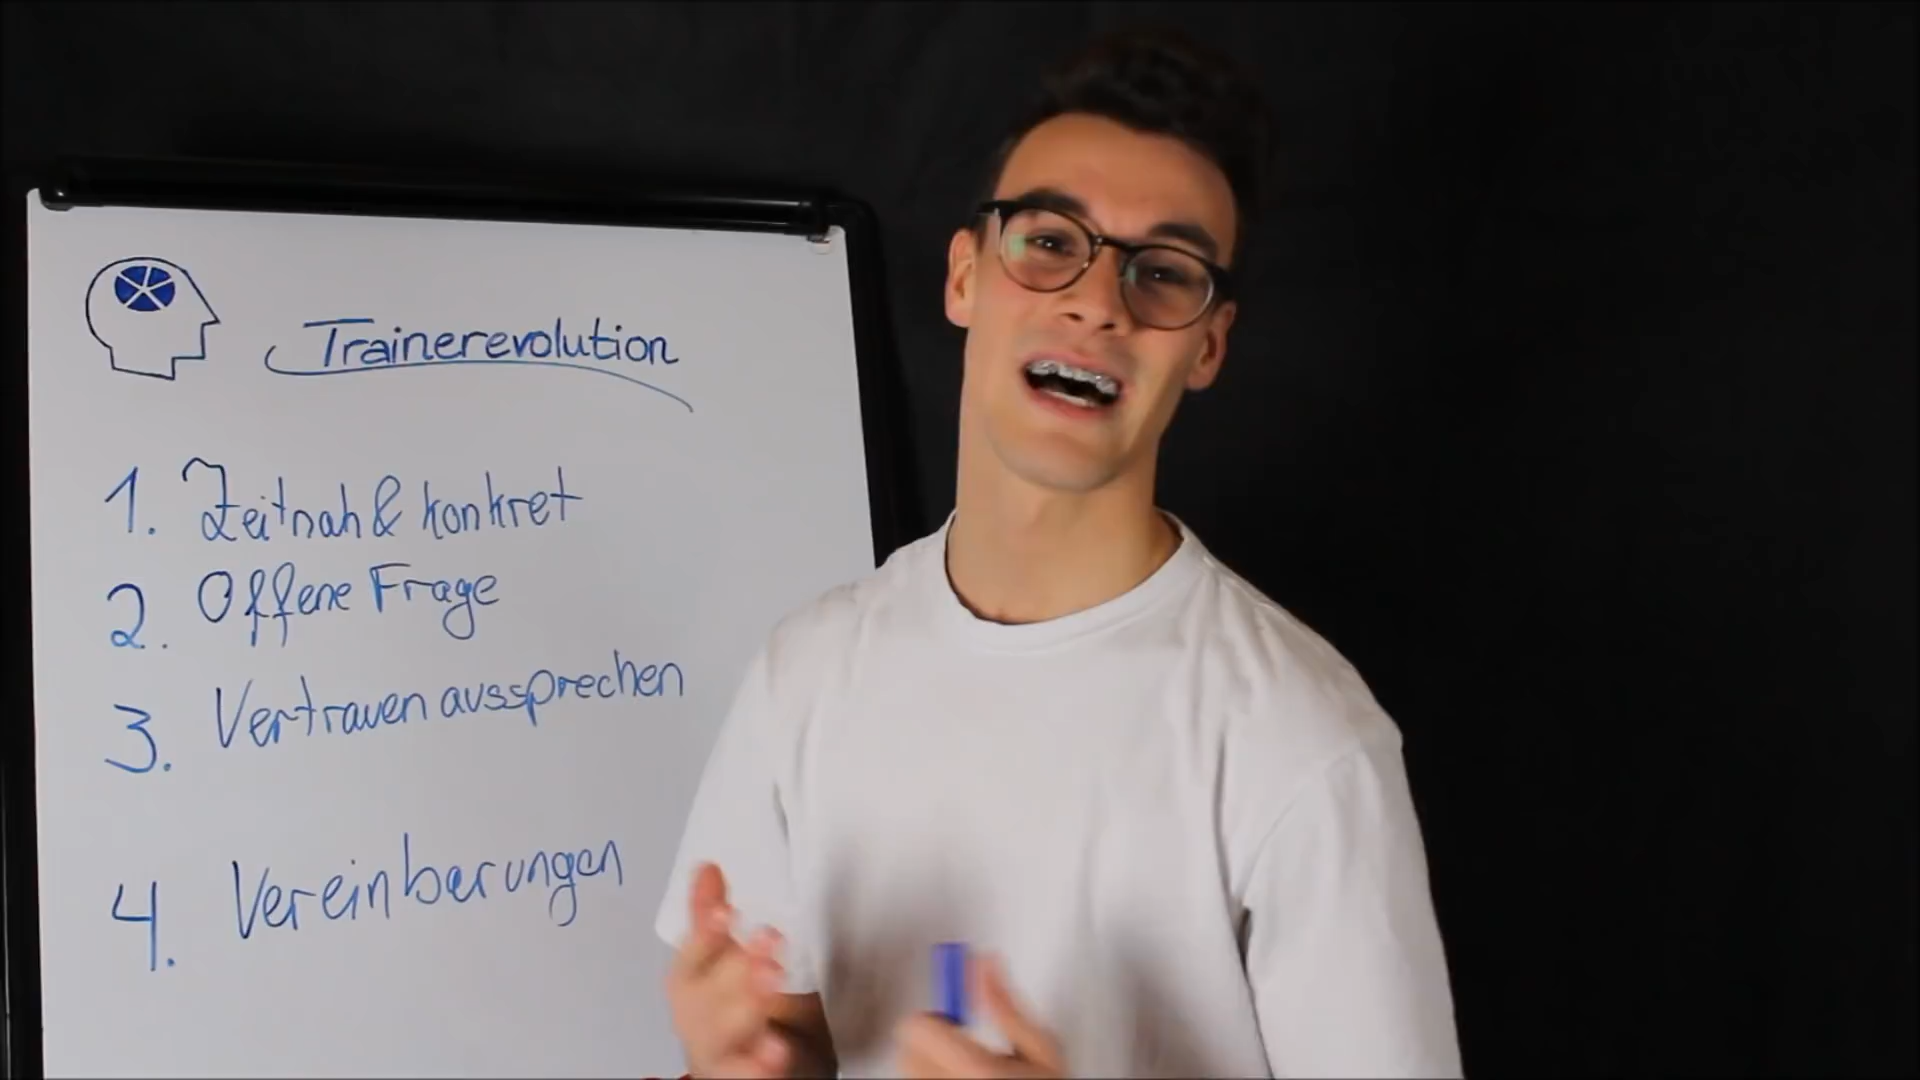 Trainerevolution
1. Zeitnah & konkret
2. Offene Frage
3. Vertrauen aussprechen
4. Vereinbarungen